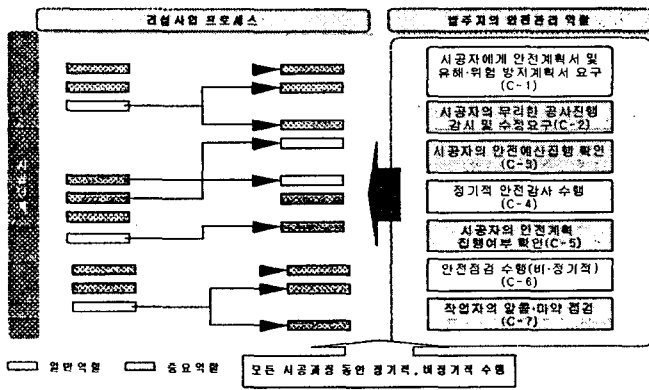 건설사업 프로세스
발주자의 안전관리 역할
시공자에게 안전계획서 및
유해·위험 방지계획서 요구
(C-1)
시공자의 무리한 공사진행
감시 및 수정요구(C-2)
시공자의 안전예산집행 확인
(C-3)
정기적 안전감사 수행
(C-4)
시공자의 안전계획
집행여부 확인(C-5)
안전점검 수행(비·정기적)
(C-6)
작업자의 알콜·마약 점검
(C-7)
일반역할
중요역할
모든 시공과정 동안 정기적, 비정기적 수행